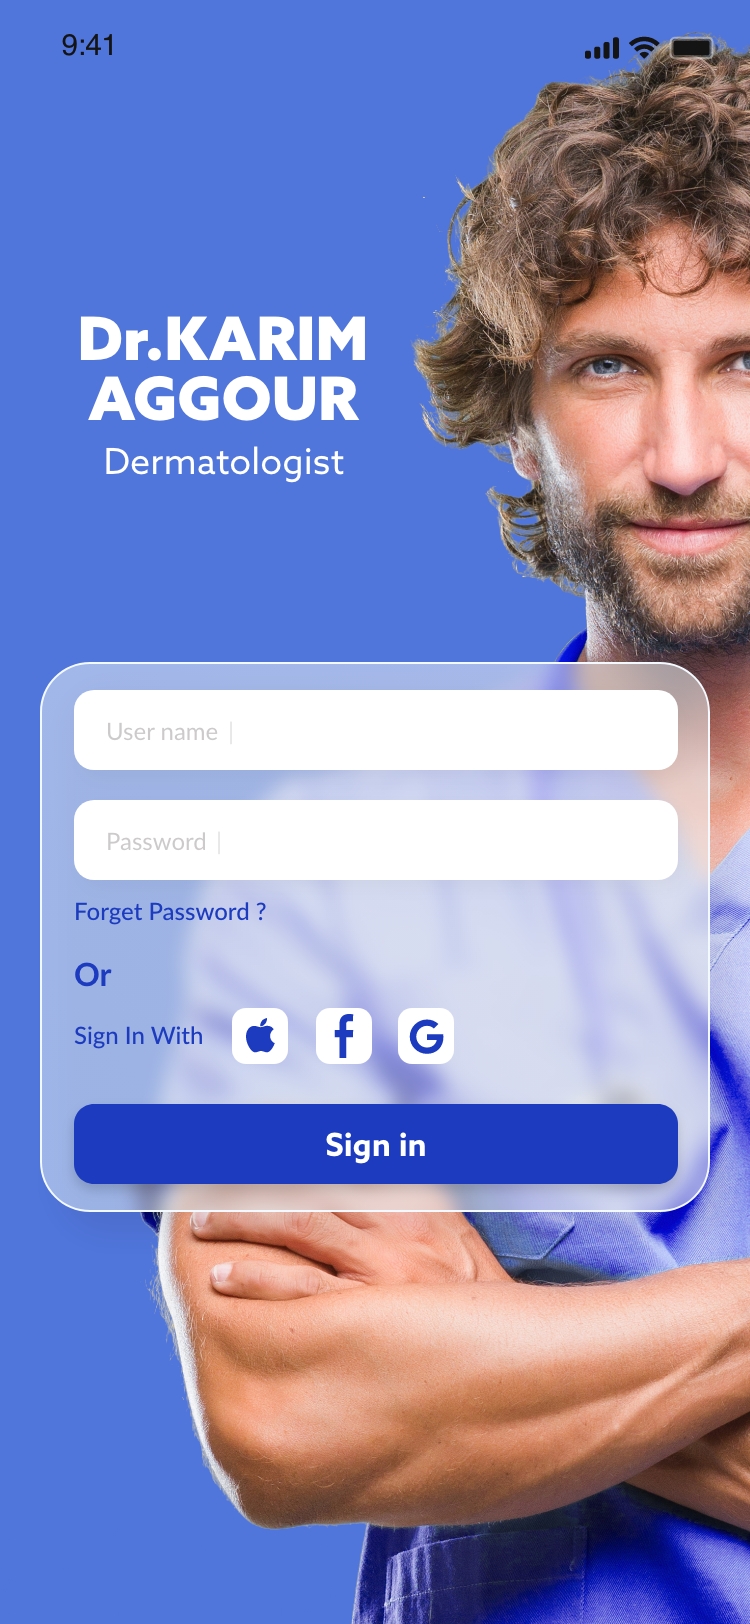 9:41
Dr.KARIM
AGGOUR
Dermatologist
User name
Password
Forget Password ?
Or
Sign In With
Sign in